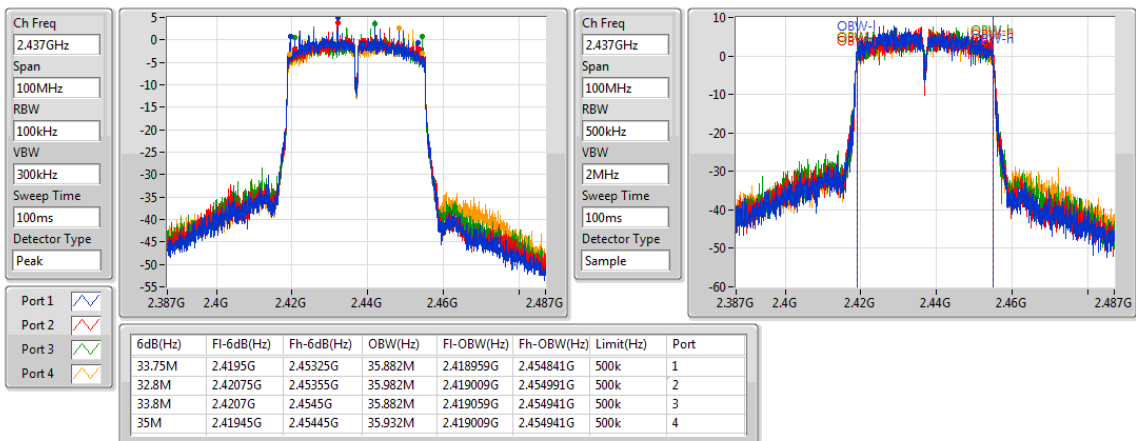 Ch Freq
2.437GHz
Span
100MHz
RBW
100kHz
VBW
300kHz
Sweep Time
100ms
Detector Type
Peak
5
0
-5
-10
-15
-20
-25
-30
-35
-40
-45
-50
-55
2.387G 2.4G 2.42G 2.44G 2.46G 2.487G
Ch Freq
2.437GHz
Span
100MHz
RBW
500kHz
VBW
2MHz
Sweep Time
100ms
Detector Type
Sample
10
0
-10
-20
-30
-40
-50
-60
OBW-l
2.387G 2.4G 2.42G 2.44G 2.46G 2.487G
Port 1
Port 2
Port 3
Port 4
6dB(Hz) Fl-6dB(Hz) Fh-6dB(Hz) OBW(Hz) Fl-OBW(Hz) Fh-OBW(Hz) Limit(Hz) Port
33.75M 2.4195G 2.45325G 35.882M 2.418959G 2.454841G 500k 1
32.8M 2.42075G 2.45355G 35.982M 2.419009G 2.454991G 500k 2
33.8M 2.4207G 2.4545G 35.882M 2.419059G 2.454941G 500k 3
35M 2.41945G 2.45445G 35.932M 2.419009G 2.454941G 500k 4